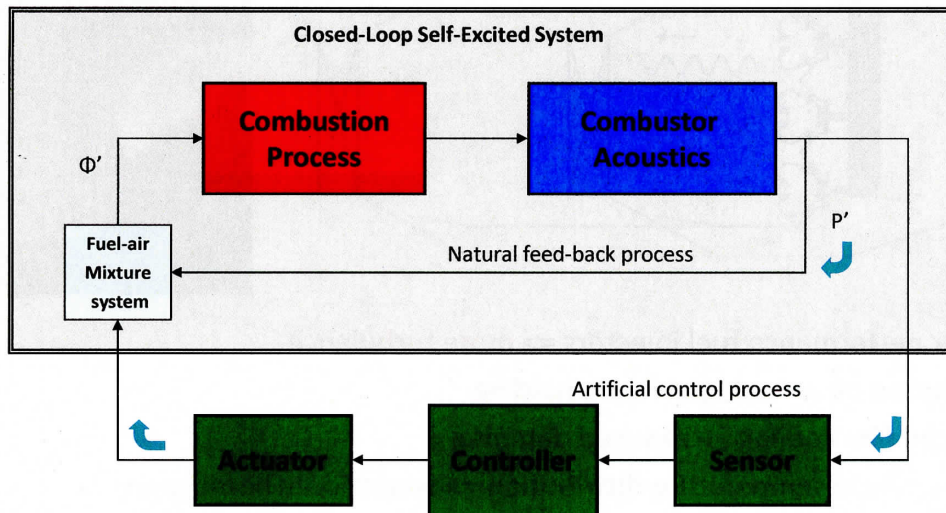 Closed-Loop Self-Excited System
Combustion
Process
Combustor
Acoustics
Φ'
P'
Fuel-air
Mixture
system
Natural feed-back process
Artificial control process
Actuator
Controller
Sensor